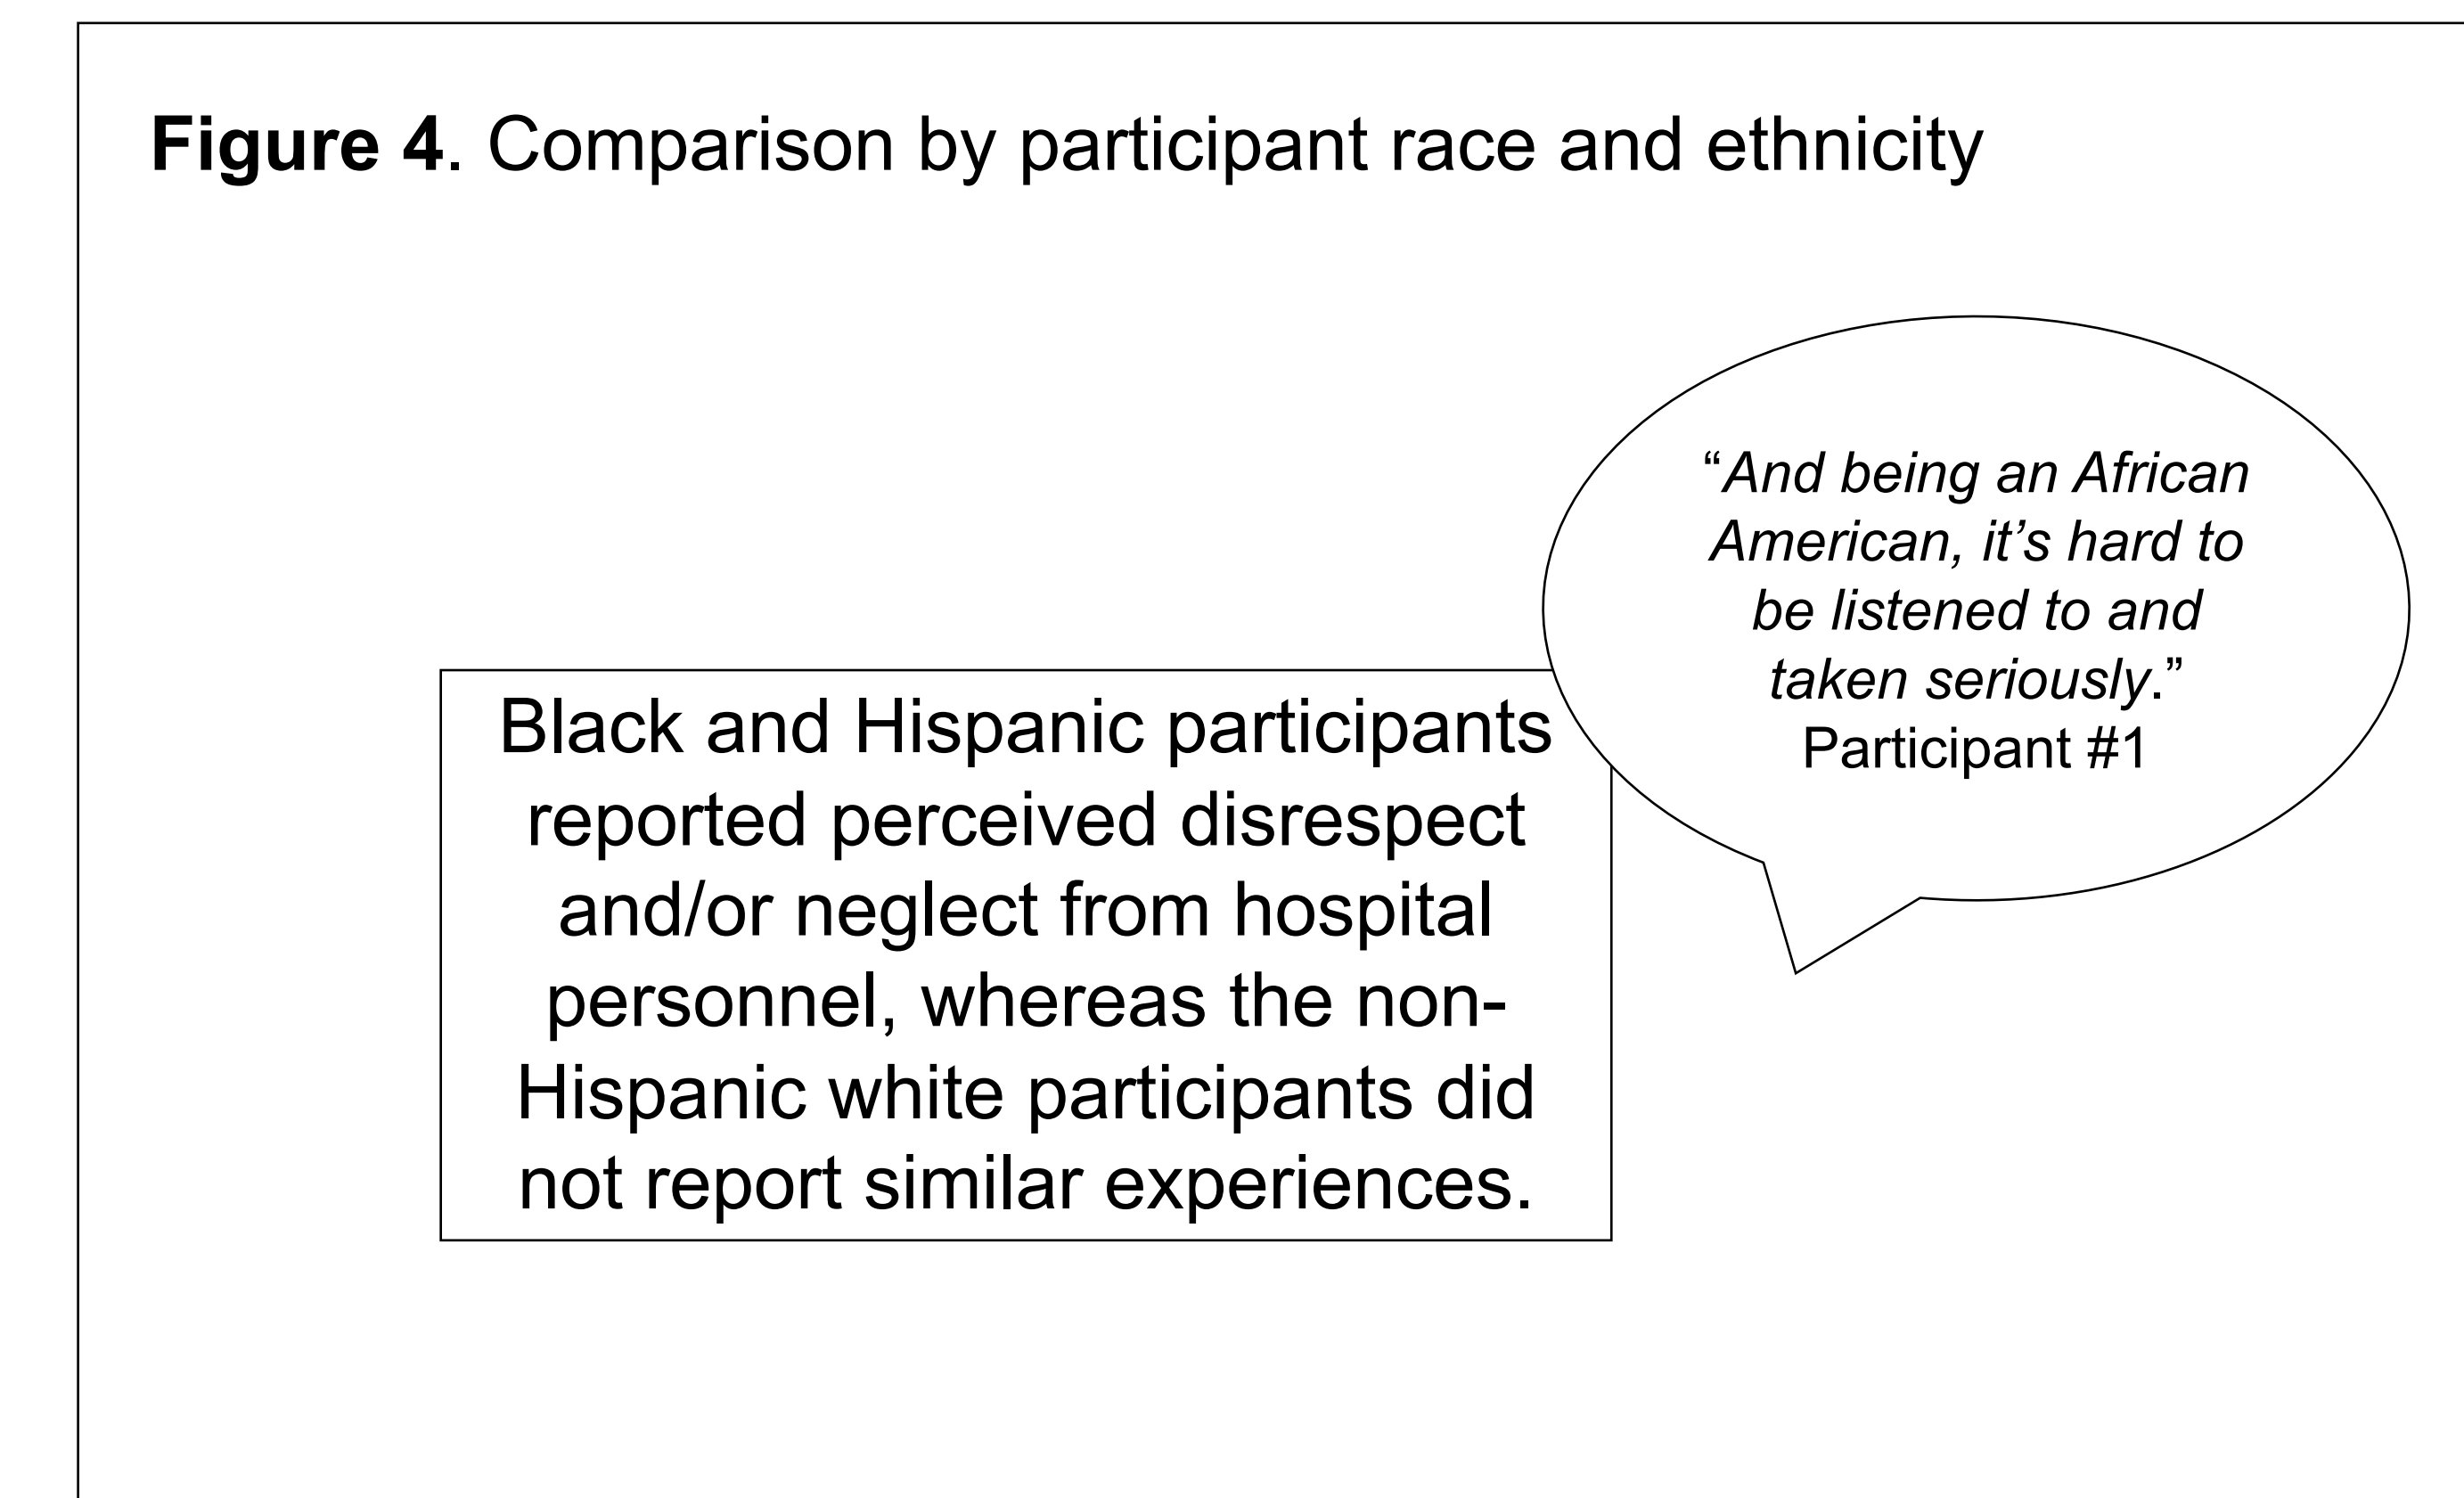 Figure 4. Comparison by participant race and ethnicity
“And being an African
American, it’s hard to
be listened to and
taken seriously.”
Participant #1
Black and Hispanic participants
reported perceived disrespect
and/or neglect from hospital
personnel, whereas the non-
Hispanic white participants did
not report similar experiences.